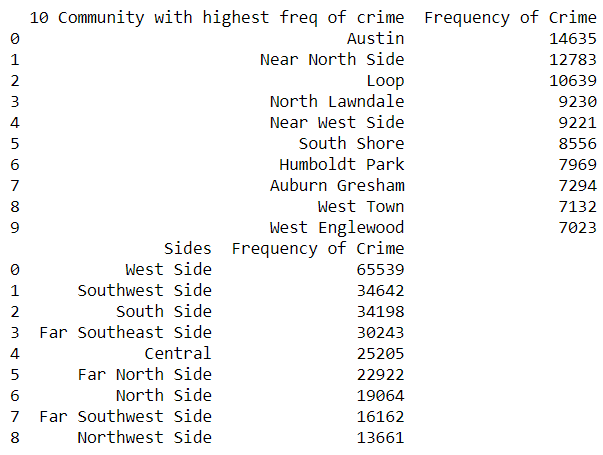 10 Community with highest freq of crime Frequency of Crime
0 Austin 14635
1 Near North Side 12783
2 Loop 10639
3 North Lawndale 9230
4 Near West Side 9221
5 South Shore 8556
6 Humboldt Park 7969
7 Auburn Gresham 7294
8 West Town 7132
9 West Englewood 7023
Sides Frequency of Crime
0 West Side 65539
1 Southwest Side 34642
2 South Side 34198
3 Far Southeast Side 30243
4 Central 25205
5 Far North Side 22922
6 North Side 19064
7 Far Southwest Side 16162
8 Northwest Side 13661